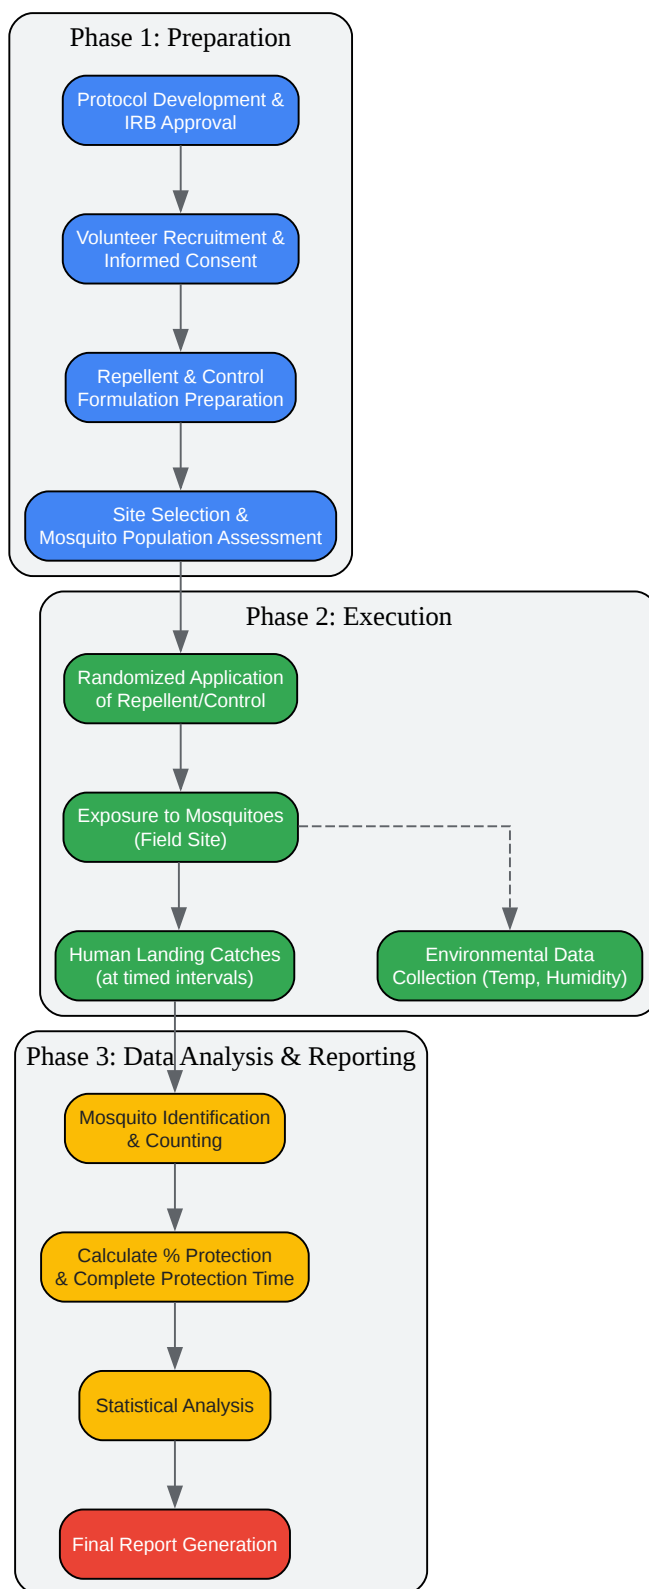 Phase 1: Preparation
Protocol Development &
IRB Approval
Volunteer Recruitment &
Informed Consent
Repellent & Control
Formulation Preparation
Site Selection &
Mosquito Population Assessment
Phase 2: Execution
Randomized Application
of Repellent/Control
Exposure to Mosquitoes
(Field Site)
Human Landing Catches
(at timed intervals)
Environmental Data
Collection (Temp, Humidity)
Phase 3: Data Analysis & Reporting
Mosquito Identification
& Counting
Calculate % Protection
& Complete Protection Time
Statistical Analysis
Final Report Generation